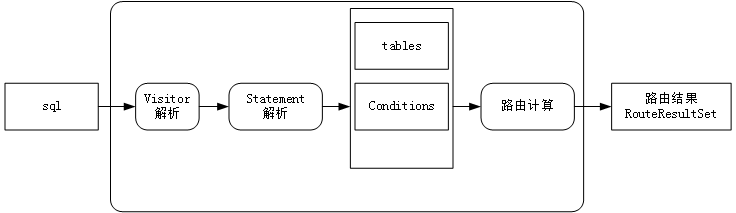 sql
Visitor
解析
Statement
解析
tables
Conditions
路由计算
路由结果
RouteResultSet